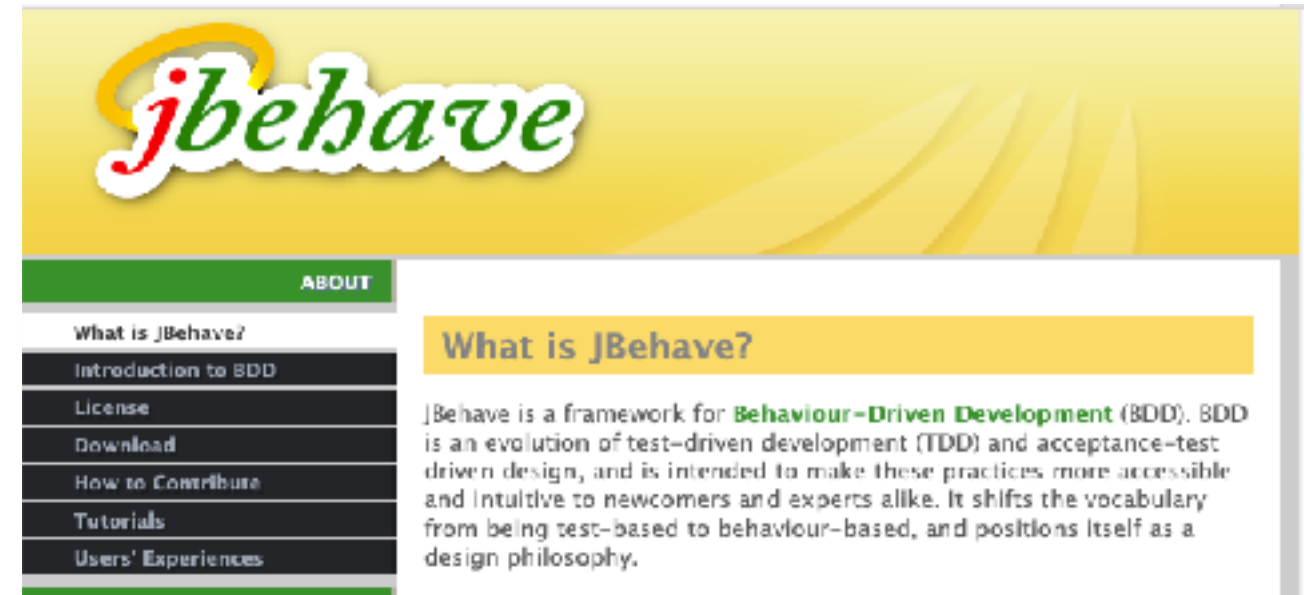 jbehave
ABOUT
What is JBehave?
Introduction to BDD
License
Download
How to Contribute
Tutorials
Users' Experiences
What is JBehave?
JBehave is a framework for Behaviour-Driven Development (BDD). BDD
is an evolution of test-driven development (TDD) and acceptance-test
driven design, and is intended to make these practices more accessible
and intuitive to newcomers and experts alike. It shifts the vocabulary
from being test-based to behaviour-based, and positions itself as a
design philosophy.